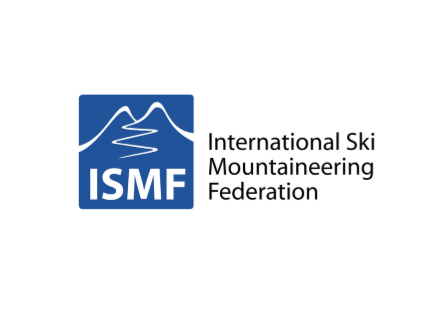 ISMF
International Ski
Mountaineering
Federation